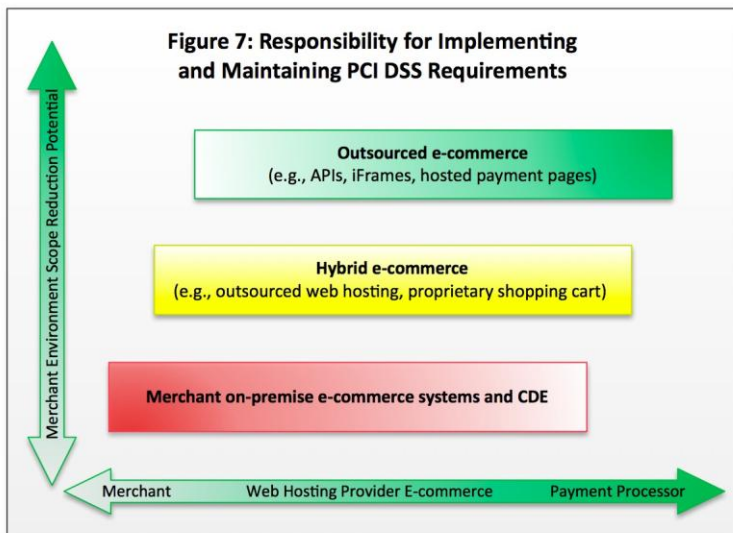 Figure 7: Responsibility for Implementing
and Maintaining PCI DSS Requirements
Merchant Environment Scope Reduction Potential
Outsourced e-commerce
(e.g., APIs, iFrames, hosted payment pages)
Hybrid e-commerce
(e.g., outsourced web hosting, proprietary shopping cart)
Merchant on-premise e-commerce systems and CDE
Merchant Web Hosting Provider E-commerce Payment Processor